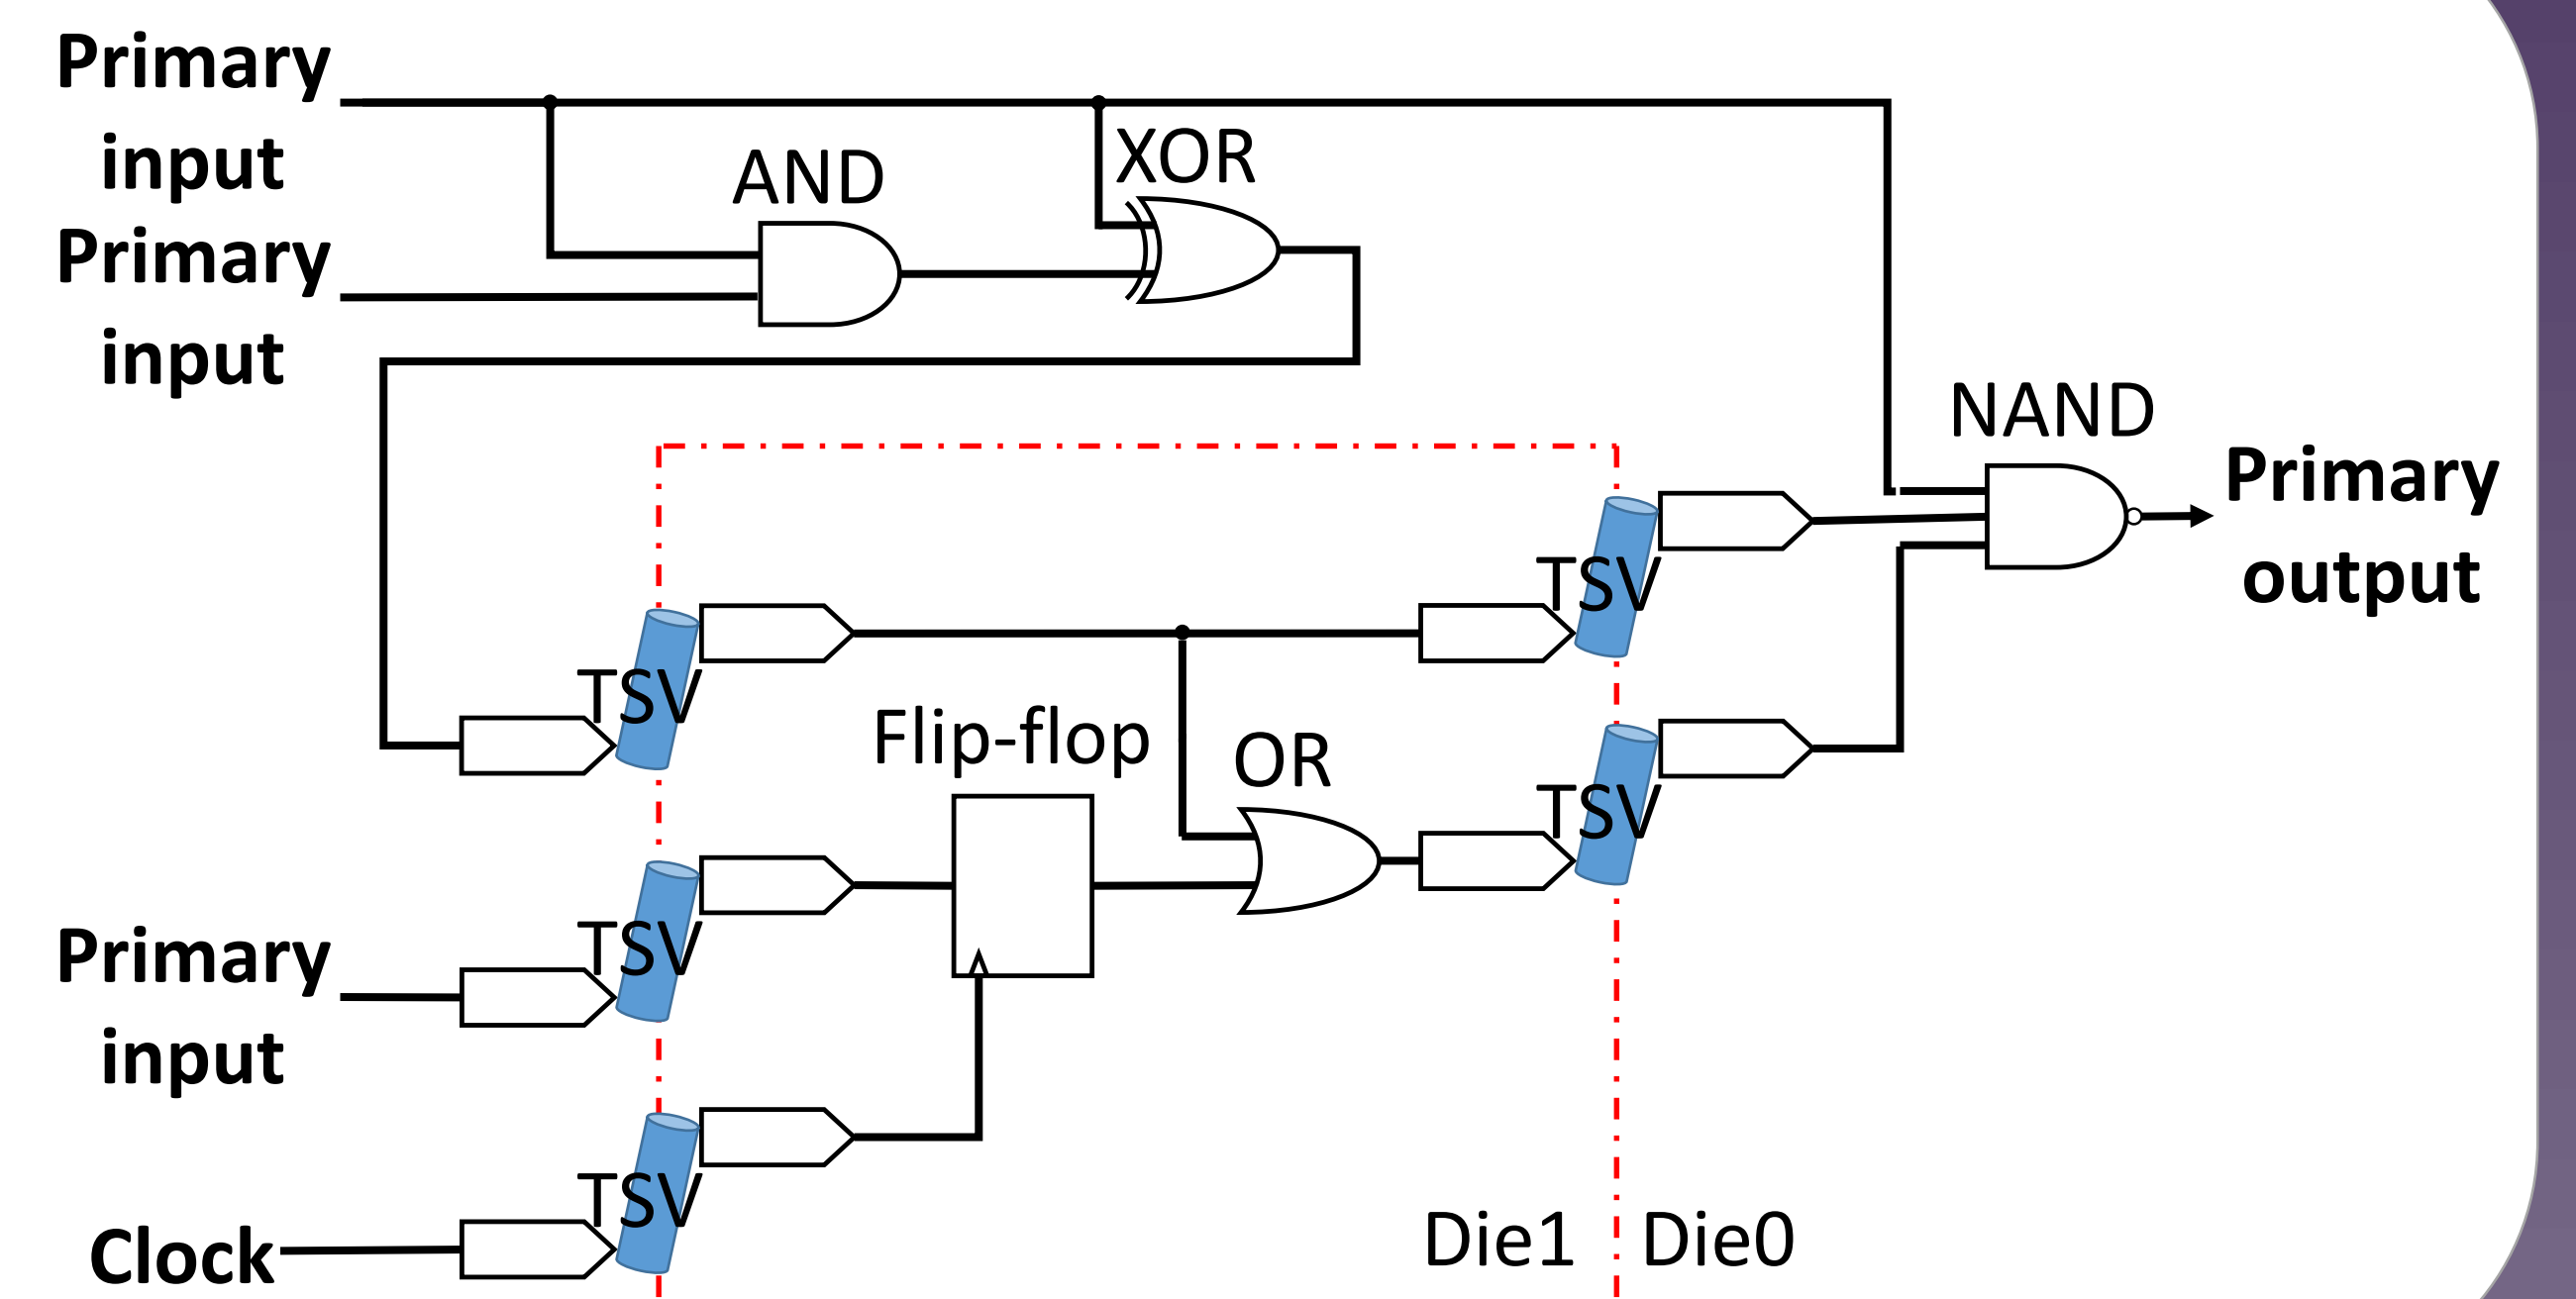 Primary
input
AND
XOR
Primary
input
NAND
Primary
output
TSV
TSV
Flip-flop
OR
TSV
Primary
input
TSV
TSV
Clock
Die1
Die0